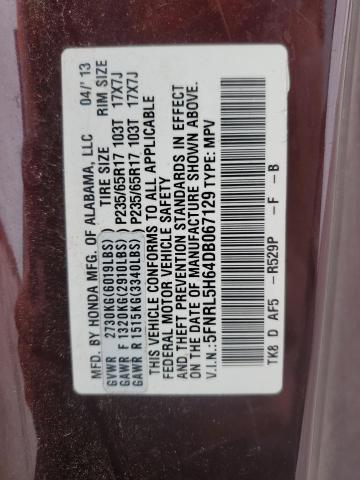 MFD. BY HONDA MFG. OF ALABAMA, LLC 04/'13
TIRE SIZE RIM SIZE
GVWR 2730KG(6019LBS)
GAWR F 1320KG(2910LBS) P235/65R17 103T 17X7J
GAWR R 1515KG(3340LBS) P235/65R17 103T 17X7J
THIS VEHICLE CONFORMS TO ALL APPLICABLE
FEDERAL MOTOR VEHICLE SAFETY, BUMPER,
AND THEFT PREVENTION STANDARDS IN EFFECT
ON THE DATE OF MANUFACTURE SHOWN ABOVE.
V.I.N.:5FNRL5H64DB067129 TYPE: MPV
TK8 D AF5 - R529P - F - B